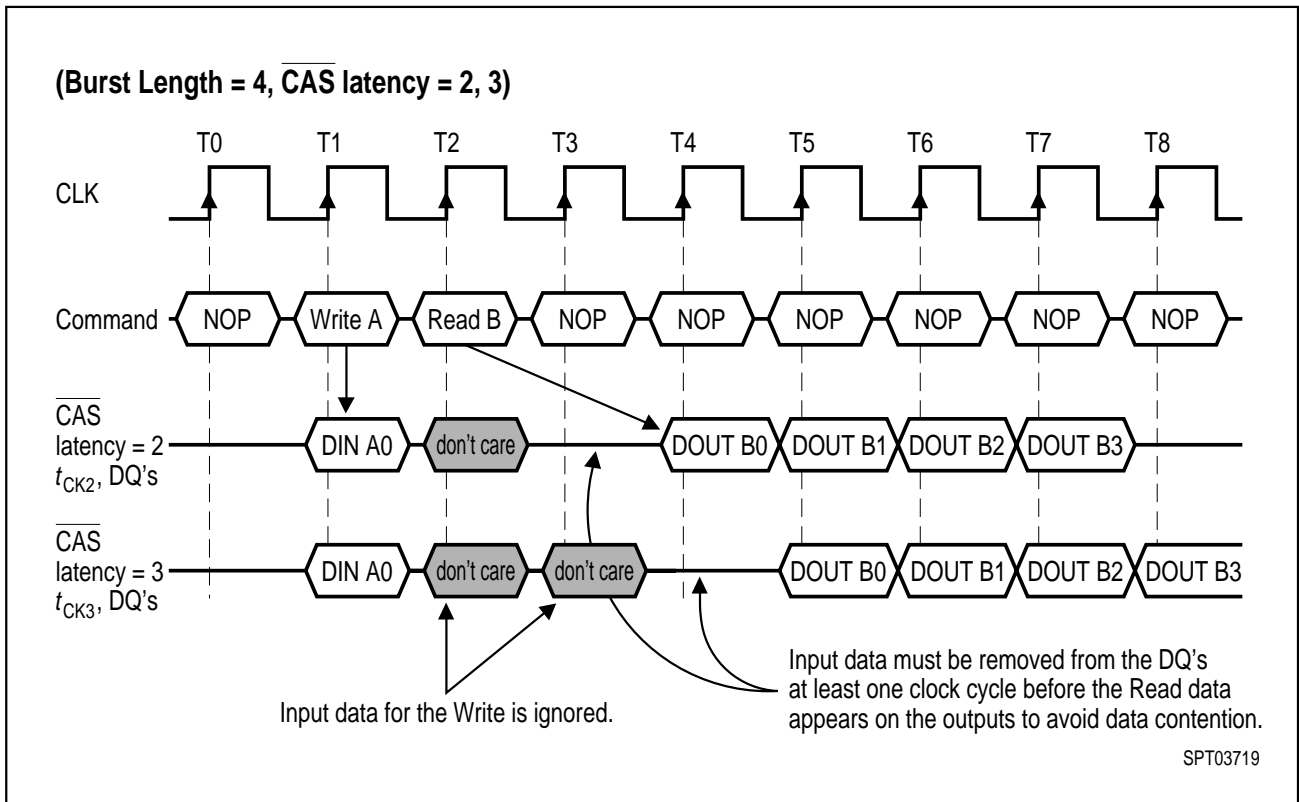 (Burst Length = 4, CAS latency = 2, 3)
T0 T1 T2 T3 T4 T5 T6 T7 T8
CLK
Command NOP Write A Read B NOP NOP NOP NOP NOP NOP
CAS
latency = 2 DIN A0 don't care DOUT B0 DOUT B1 DOUT B2 DOUT B3
tCK2, DQ's
CAS
latency = 3 DIN A0 don't care don't care DOUT B0 DOUT B1 DOUT B2 DOUT B3
tCK3, DQ's
Input data for the Write is ignored.
Input data must be removed from the DQ's
at least one clock cycle before the Read data
appears on the outputs to avoid data contention.
SPT03719